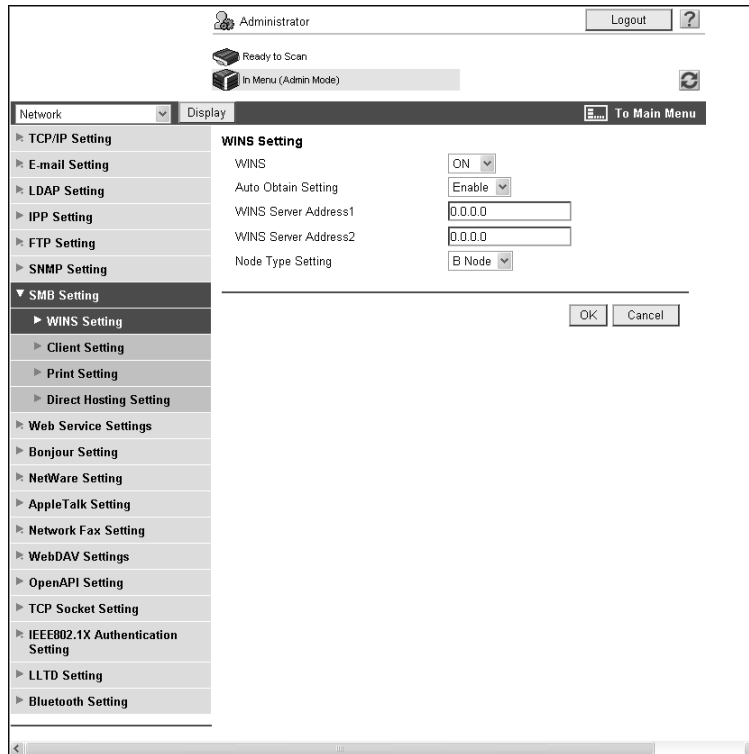 Administrator
Logout
?
Ready to Scan
In Menu (Admin Mode)
Network
Display
To Main Menu
TCP/IP Setting
E-mail Setting
LDAP Setting
IPP Setting
FTP Setting
SNMP Setting
SMB Setting
WINS Setting
Client Setting
Print Setting
Direct Hosting Setting
Web Service Settings
Bonjour Setting
NetWare Setting
AppleTalk Setting
Network Fax Setting
WebDAV Settings
OpenAPI Setting
TCP Socket Setting
IEEE802.1X Authentication
Setting
LLTD Setting
Bluetooth Setting
WINS Setting
WINS ON
Auto Obtain Setting Enable
WINS Server Address1 0.0.0.0
WINS Server Address2 0.0.0.0
Node Type Setting B Node
OK Cancel